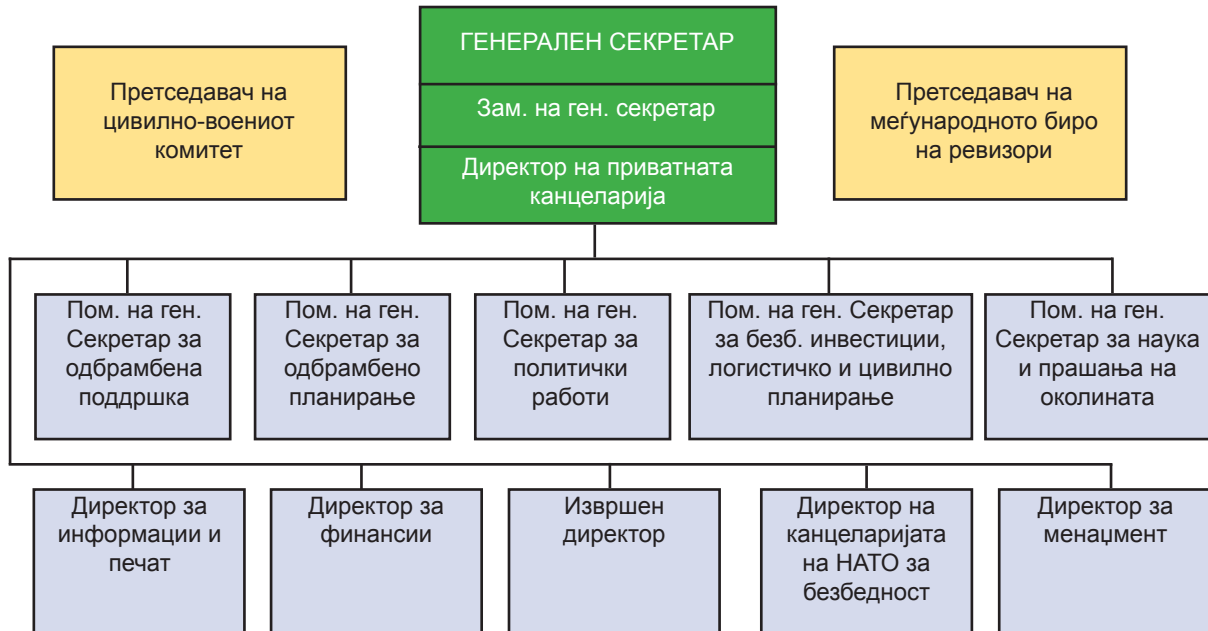 ГЕНЕРАЛЕН СЕКРЕТАР
Зам. на ген. секретар
Директор на приватната
канцеларија
Претседавач на
цивилно-воениот
комитет
Претседавач на
меѓународното биро
на ревизори
Пом. на ген.
Секретар за
одбрамбена
поддршка
Пом. на ген.
Секретар за
одбрамбено
планирање
Пом. на ген.
Секретар за
политички
работи
Пом. на ген. Секретар
за безб. инвестиции,
логистичко и цивилно
планирање
Пом. на ген.
Секретар за наука
и прашања на
околината
Директор за
информации и
печат
Директор за
финансии
Извршен
директор
Директор на
канцеларијата
на НАТО за
безбедност
Директор за
менаџмент